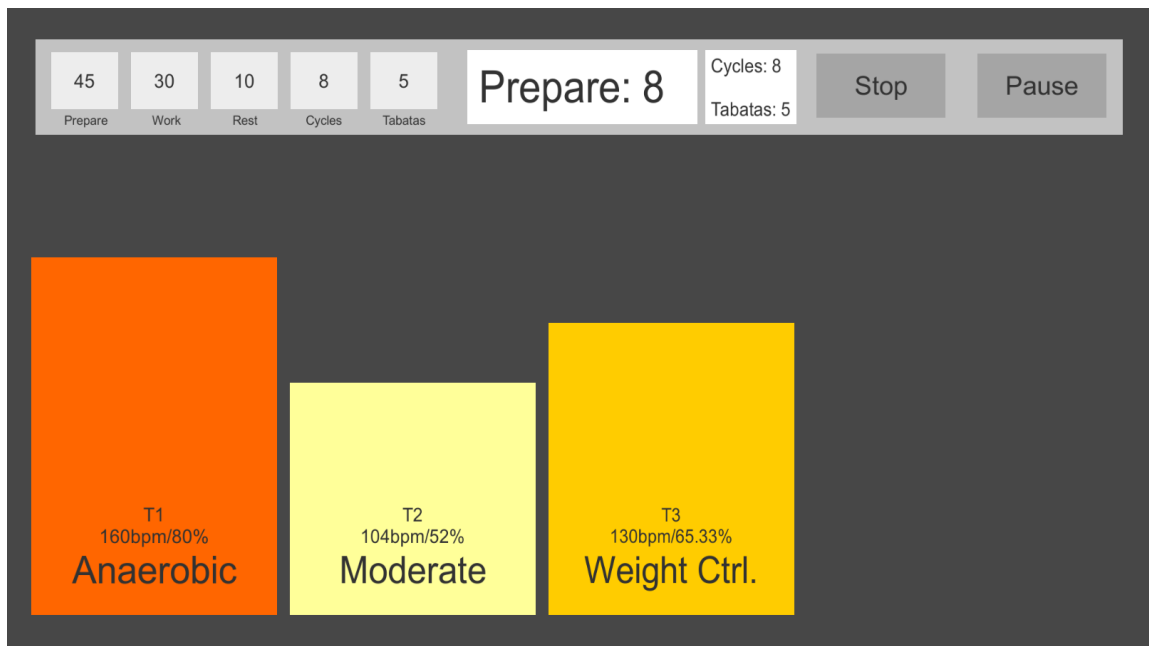 45 30 10 8 5
Prepare Work Rest Cycles Tabatas
Prepare: 8
Cycles: 8
Tabatas: 5
Stop
Pause
T1
160bpm/80%
Anaerobic
T2
104bpm/52%
Moderate
T3
130bpm/65.33%
Weight Ctrl.